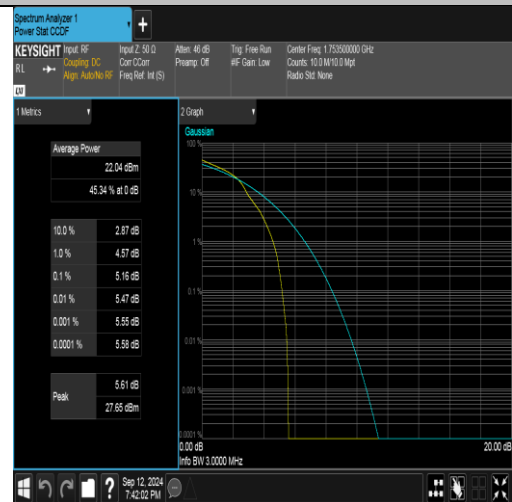 Spectrum Analyzer 1
Power Stat CCDF
+
KEYSIGHT Input: RF Input Z: 50 Ω Atten: 46 dB Trig: Free Run Center Freq: 1.753500000 GHz
RL Coupling: DC Corr CCorr Preamp: Off #IF Gain: Low Counts: 10.0 M/10.0 Mpt
Align: Auto/No RF Freq Ref: Int (S) Radio Std: None
LXI
1 Metrics
2 Graph
Gaussian
Average Power
22.04 dBm
45.34 % at 0 dB
10.0 % 2.87 dB
1.0 % 4.57 dB
0.1 % 5.16 dB
0.01 % 5.47 dB
0.001 % 5.55 dB
0.0001 % 5.58 dB
Peak 5.61 dB
27.65 dBm
100 %
10 %
1 %
0.1 %
0.01 %
0.001 %
0.0001 %
0.00 dB 20.00 dB
Info BW 3.0000 MHz
? Sep 12, 2024
7:42:02 PM